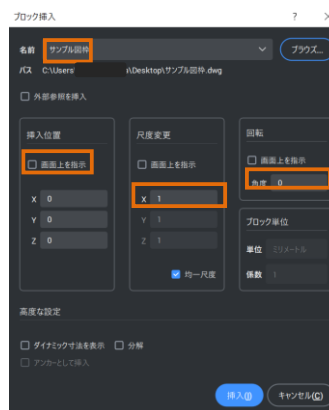 ブロック挿入 ? ×
名前 サンプル図枠 ブラウズ...
パス C:\Users\ \Desktop\サンプル図枠.dwg
外部参照を挿入
挿入位置 尺度変更 回転
画面上を指示 画面上を指示 画面上を指示
X 0 X 1 角度 0
Y 0 Y 1 ブロック単位
Z 0 Z 1 単位 ミリメートル
均一尺度 係数 1
高度な設定
ダイナミック寸法を表示 分解
アンカーとして挿入
挿入(I) キャンセル(C)